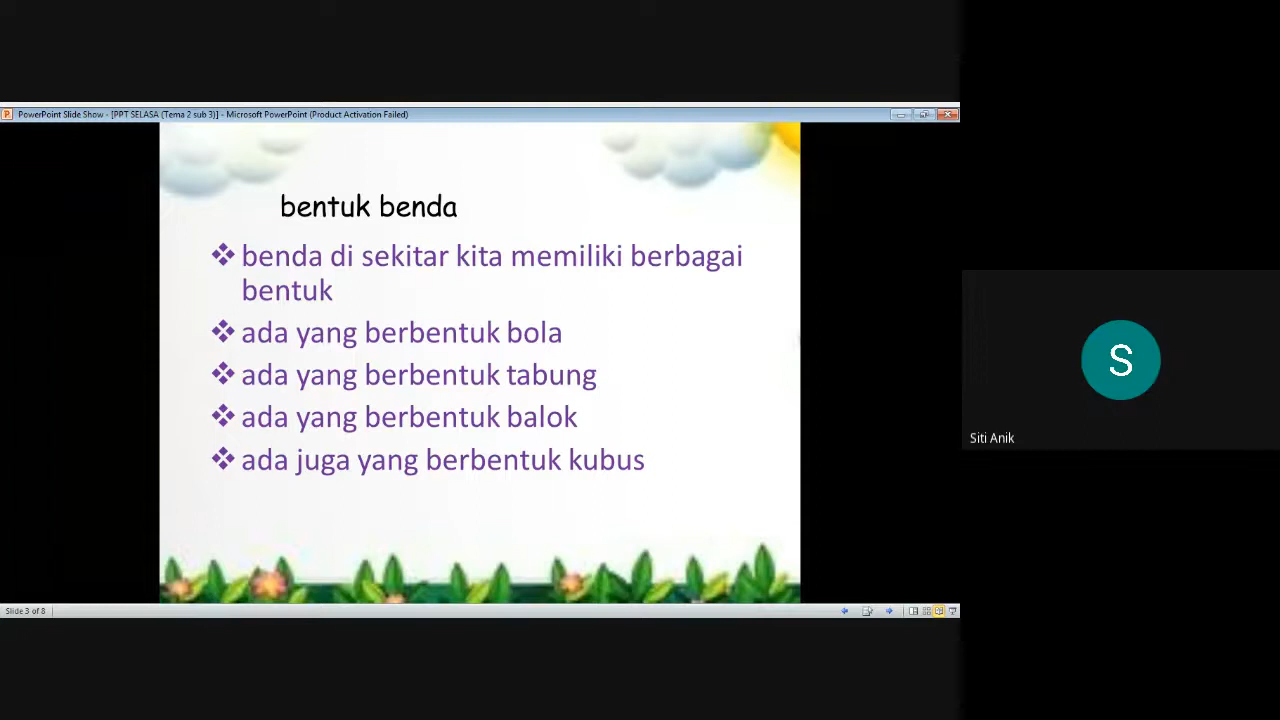 PowerPoint Slide Show - [PPT SELASA (Tema 2 sub 3)] - Microsoft PowerPoint (Product Activation Failed)
bentuk benda
❖ benda di sekitar kita memiliki berbagai
bentuk
❖ ada yang berbentuk bola
❖ ada yang berbentuk tabung
❖ ada yang berbentuk balok
❖ ada juga yang berbentuk kubus
S
Siti Anik
Slide 3 of 8